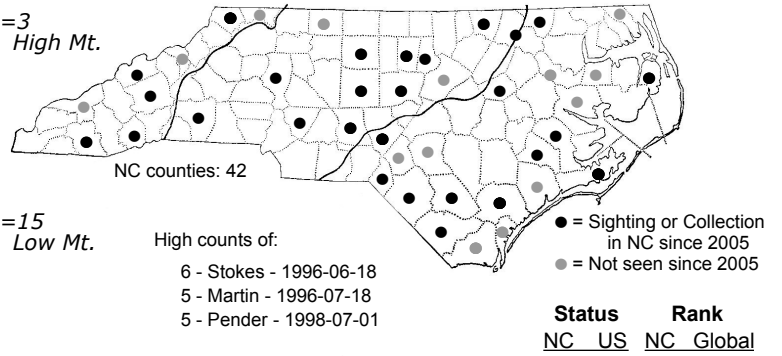 =3
High Mt.
NC counties: 42
=15
Low Mt.
High counts of:
6 - Stokes - 1996-06-18
5 - Martin - 1996-07-18
5 - Pender - 1998-07-01
= Sighting or Collection
in NC since 2005
= Not seen since 2005
Status Rank
NC US NC Global